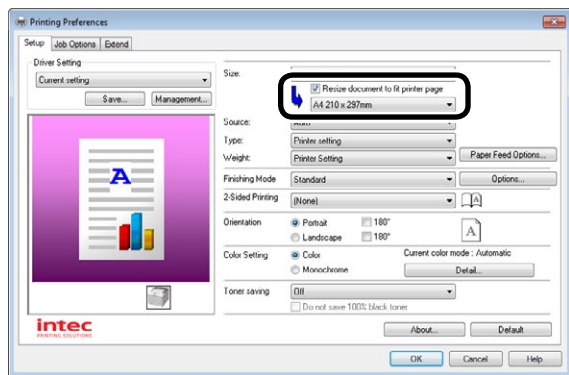 Printing Preferences
Setup Job Options Extend
Driver Setting
Current setting
Save... Management...
A
intec
PRINTING SOLUTIONS
Size:
Resize document to fit printer page
A4 210 x 297mm
Source: Auto
Type: Printer setting
Weight: Printer Setting Paper Feed Options...
Finishing Mode Standard Options...
2-Sided Printing (None) A
Orientation Portrait 180°
Landscape 180° A
Color Setting Color Current color mode : Automatic
Monochrome Detail...
Toner saving Off
Do not save 100% black toner
About... Default
OK Cancel Help